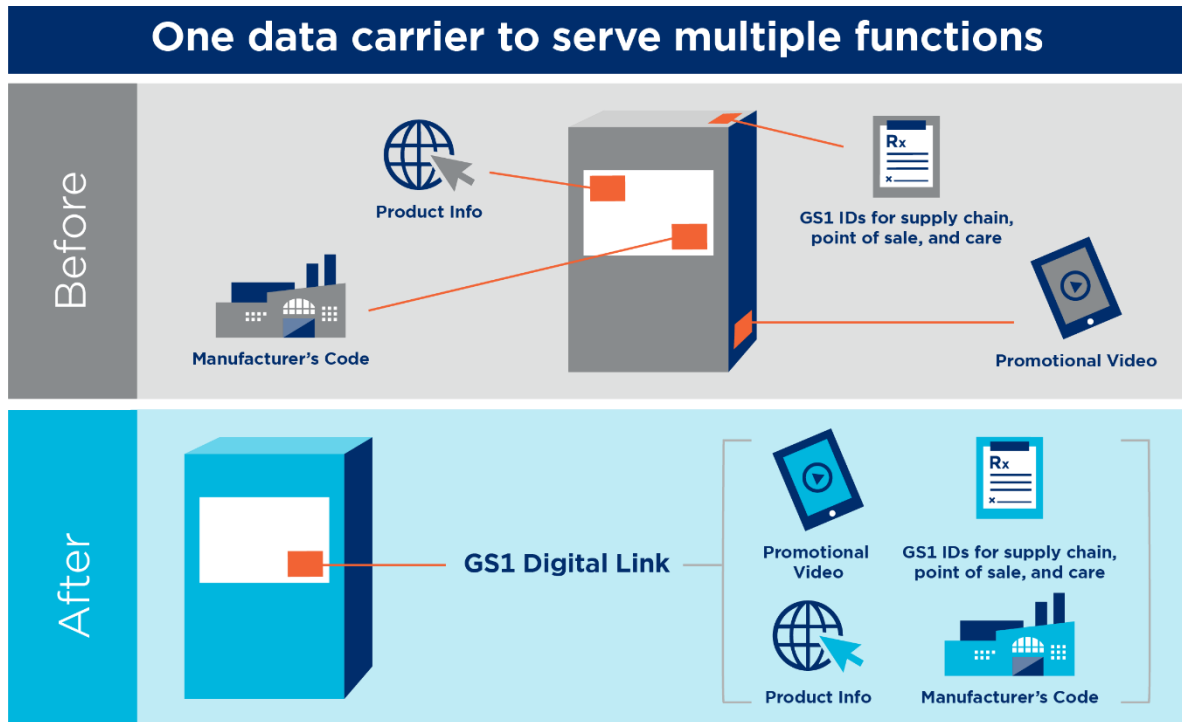 One data carrier to serve multiple functions
Before
Product Info
Rx
x
GS1 IDs for supply chain,
point of sale, and care
Manufacturer’s Code
Promotional Video
After
GS1 Digital Link
Promotional
Video
Rx
x
GS1 IDs for supply chain,
point of sale, and care
Product Info
Manufacturer’s Code